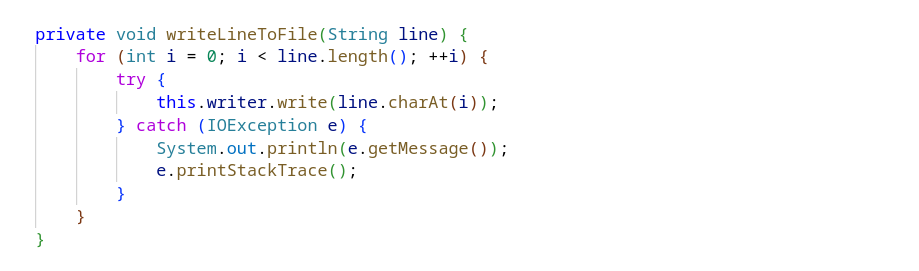 private void writeLineToFile(String line) {
    for (int i = 0; i < line.length(); ++i) {
        try {
            this.writer.write(line.charAt(i));
        } catch (IOException e) {
            System.out.println(e.getMessage());
            e.printStackTrace();
        }
    }
}